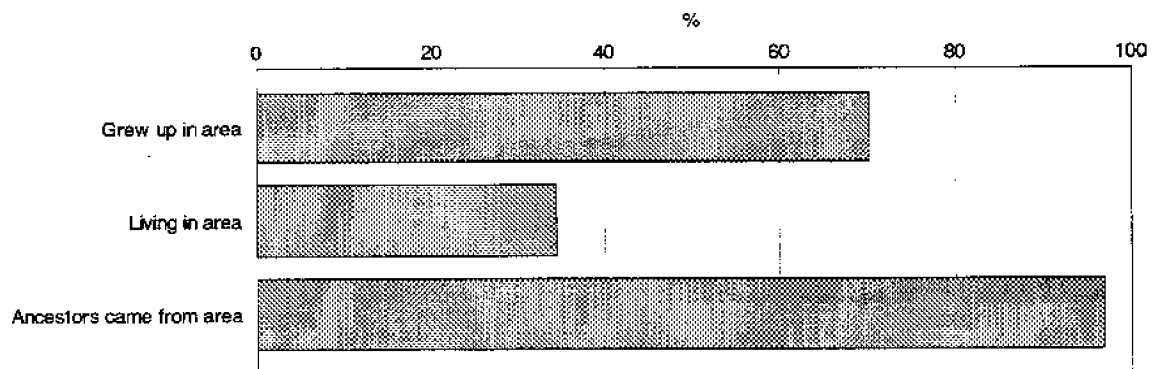 %
0 20 40 60 80 100
Grew up in area
Living in area
Ancestors came from area